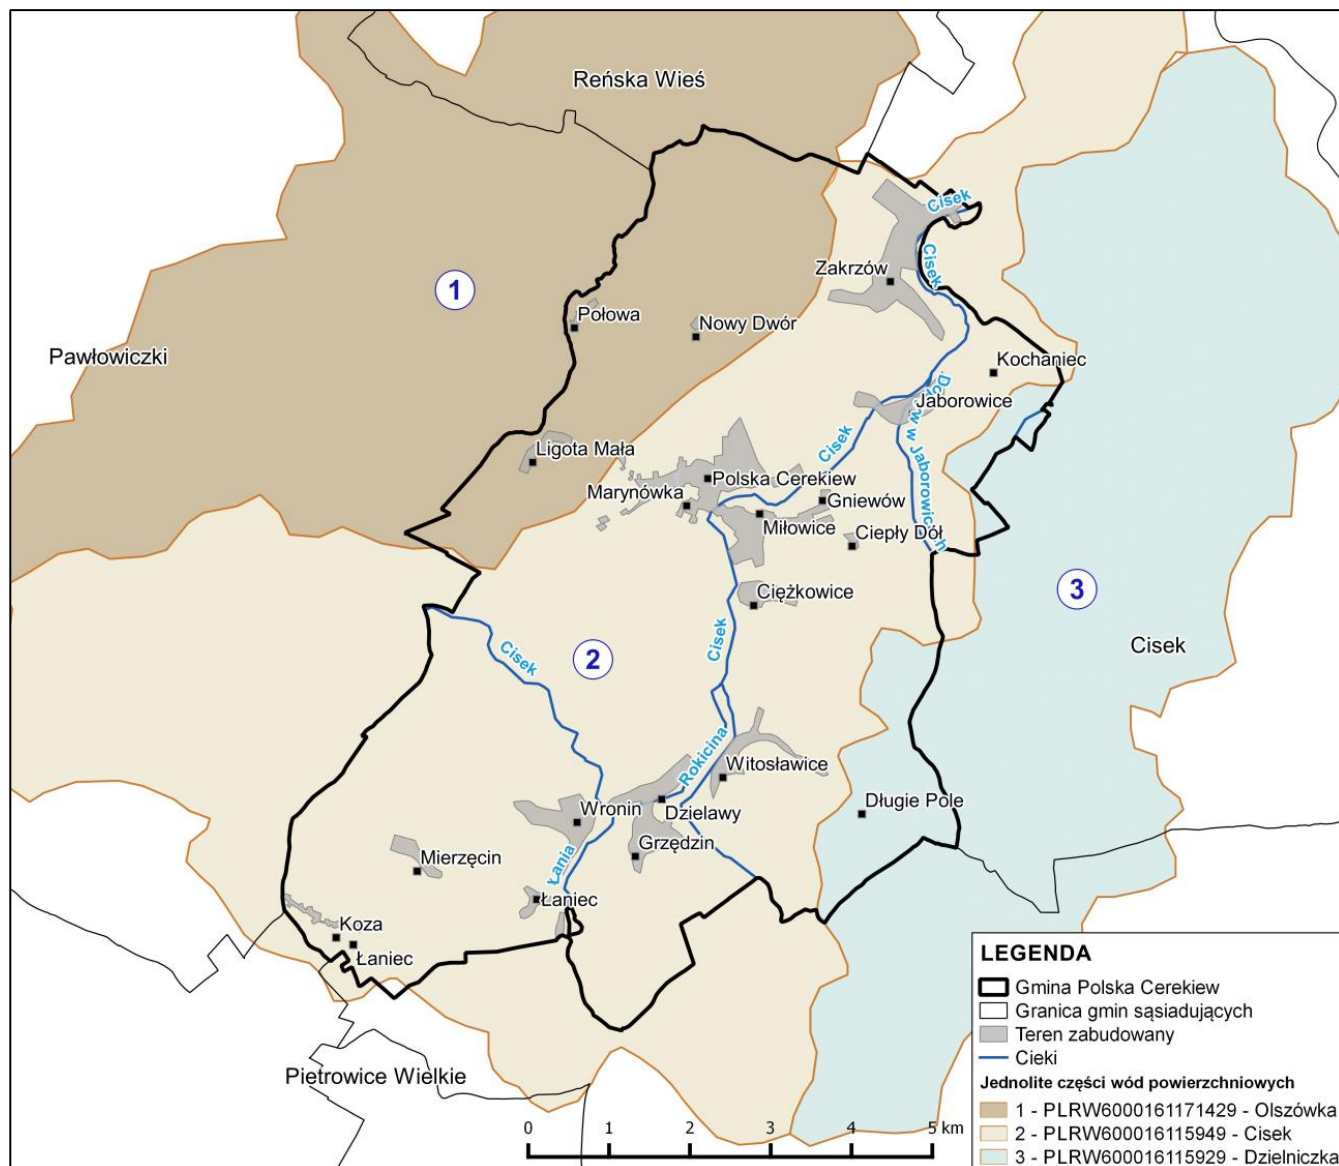 Reńska Wieś
Cisek
Cisek
Zakrzów
1
Połowa
Nowy Dwór
Pawłowiczki
Kochaniec
Jaborowice
Cisek
Ligota Mała
Polska Cerekiew
Marynówka
Gniewów
Miłowice
Ciepły Dół
w Jaborowicach
Ciężkowice
3
Cisek
Cisek
Cisek
2
Rokicina
Witosławice
Dzielawy
Długie Pole
Wronin
Grzędzin
Mierzęcin
Łania
Łaniec
Koza
Łaniec
Pietrowice Wielkie
0 1 2 3 4 5 km
LEGENDA
Gmina Polska Cerekiew
Granica gmin sąsiadujących
Teren zabudowany
Cieki
Jednolite części wód powierzchniowych
1 - PLRW6000161171429 - Olszówka
2 - PLRW600016115949 - Cisek
3 - PLRW600016115929 - Dzielniczka